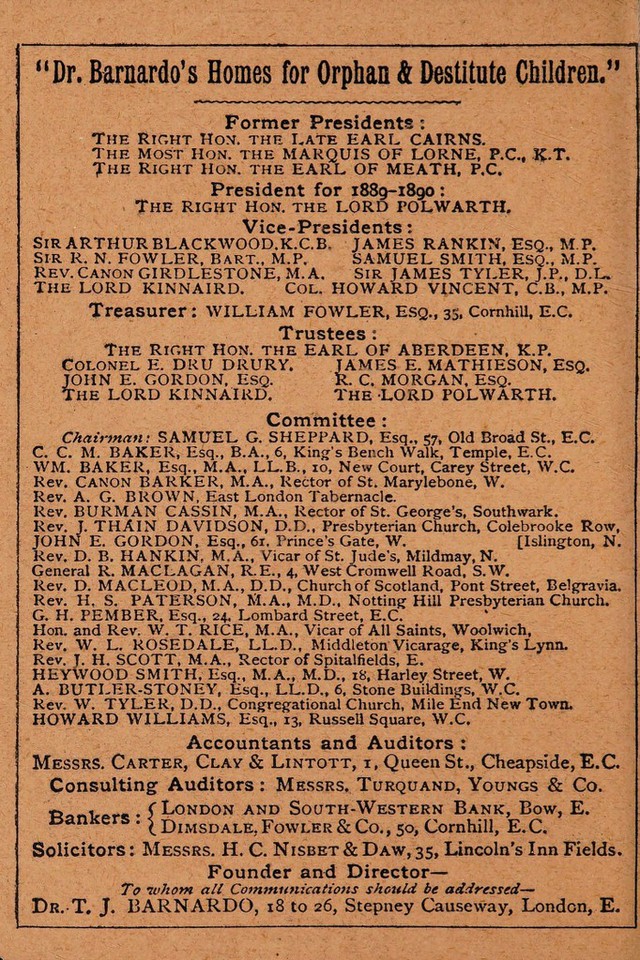 "Dr. Barnardo's Homes for Orphan & Destitute Children."
Former Presidents:
THE RIGHT HON. THE LATE EARL CAIRNS.
THE MOST HON. THE MARQUIS OF LORNE, P.C., K.T.
THE RIGHT HON. THE EARL OF MEATH, P.C.
President for 1889-1890:
THE RIGHT HON. THE LORD POLWARTH.
Vice-Presidents:
SIR ARTHUR BLACKWOOD, K.C.B. JAMES RANKIN, ESQ., M.P.
SIR R. N. FOWLER, BART., M.P. SAMUEL SMITH, ESQ., M.P.
REV. CANON GIRDLESTONE, M.A. SIR JAMES TYLER, J.P., D.L.
THE LORD KINNAIRD. COL. HOWARD VINCENT, C.B., M.P.
Treasurer: WILLIAM FOWLER, ESQ., 35, Cornhill, E.C.
Trustees:
THE RIGHT HON. THE EARL OF ABERDEEN, K.P.
COLONEL E. DRU DRURY. JAMES E. MATHIESON, ESQ.
JOHN E. GORDON, ESQ. R. C. MORGAN, ESQ.
THE LORD KINNAIRD. THE LORD POLWARTH.
Committee:
Chairman: SAMUEL G. SHEPPARD, Esq., 57, Old Broad St., E.C.
C. C. M. BAKER, Esq., B.A., 6, King's Bench Walk, Temple, E.C.
WM. BAKER, Esq., M.A., LL.B., 10, New Court, Carey Street, W.C.
Rev. CANON BARKER, M.A., Rector of St. Marylebone, W.
Rev. A. G. BROWN, East London Tabernacle.
Rev. BURMAN CASSIN, M.A., Rector of St. George's, Southwark.
Rev. J. THAIN DAVIDSON, D.D., Presbyterian Church, Colebrooke Row,
JOHN E. GORDON, Esq., 61, Prince's Gate, W. [Islington, N.
Rev. D. B. HANKIN, M.A., Vicar of St. Jude's, Mildmay, N.
General R. MACLAGAN, R.E., 4, West Cromwell Road, S.W.
Rev. D. MACLEOD, M.A., D.D., Church of Scotland, Pont Street, Belgravia.
Rev. H. S. PATERSON, M.A., M.D., Notting Hill Presbyterian Church.
G. H. PEMBER, Esq., 24, Lombard Street, E.C.
Hon. and Rev. W. T. RICE, M.A., Vicar of All Saints, Woolwich,
Rev. W. L. ROSEDALE, LL.D., Middleton Vicarage, King's Lynn.
Rev. J. H. SCOTT, M.A., Rector of Spitalfields, E.
HEYWOOD SMITH, Esq., M.A., M.D., 18, Harley Street, W.
A. BUTLER-STONEY, Esq., LL.D., 6, Stone Buildings, W.C.
Rev. W. TYLER, D.D., Congregational Church, Mile End New Town.
HOWARD WILLIAMS, Esq., 13, Russell Square, W.C.
Accountants and Auditors:
MESSRS. CARTER, CLAY & LINTOTT, 1, Queen St., Cheapside, E.C.
Consulting Auditors: MESSRS. TURQUAND, YOUNGS & CO.
Bankers: { LONDON AND SOUTH-WESTERN BANK, Bow, E.
{ DIMSDALE, FOWLER & CO., 50, Cornhill, E.C.
Solicitors: MESSRS. H. C. NISBET & DAW, 35, Lincoln's Inn Fields.
Founder and Director—
To whom all Communications should be addressed—
DR. T. J. BARNARDO, 18 to 26, Stepney Causeway, London, E.